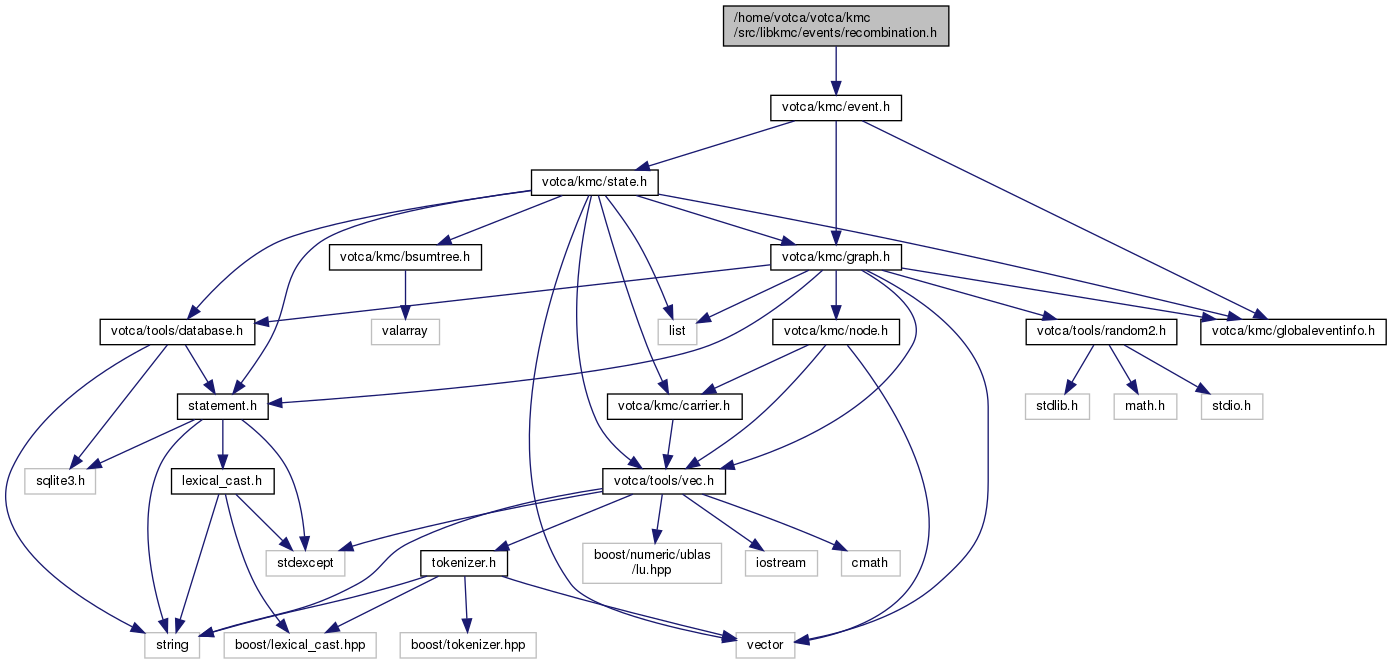 /home/votca/votca/kmc
/src/libkmc/events/recombination.h
votca/kmc/event.h
votca/kmc/state.h
votca/kmc/bsumtree.h
votca/kmc/graph.h
votca/tools/database.h
valarray
list
votca/kmc/node.h
votca/tools/random2.h
votca/kmc/globaleventinfo.h
statement.h
votca/kmc/carrier.h
stdlib.h
math.h
stdio.h
sqlite3.h
lexical_cast.h
votca/tools/vec.h
stdexcept
tokenizer.h
boost/numeric/ublas
/lu.hpp
iostream
cmath
string
boost/lexical_cast.hpp
boost/tokenizer.hpp
vector